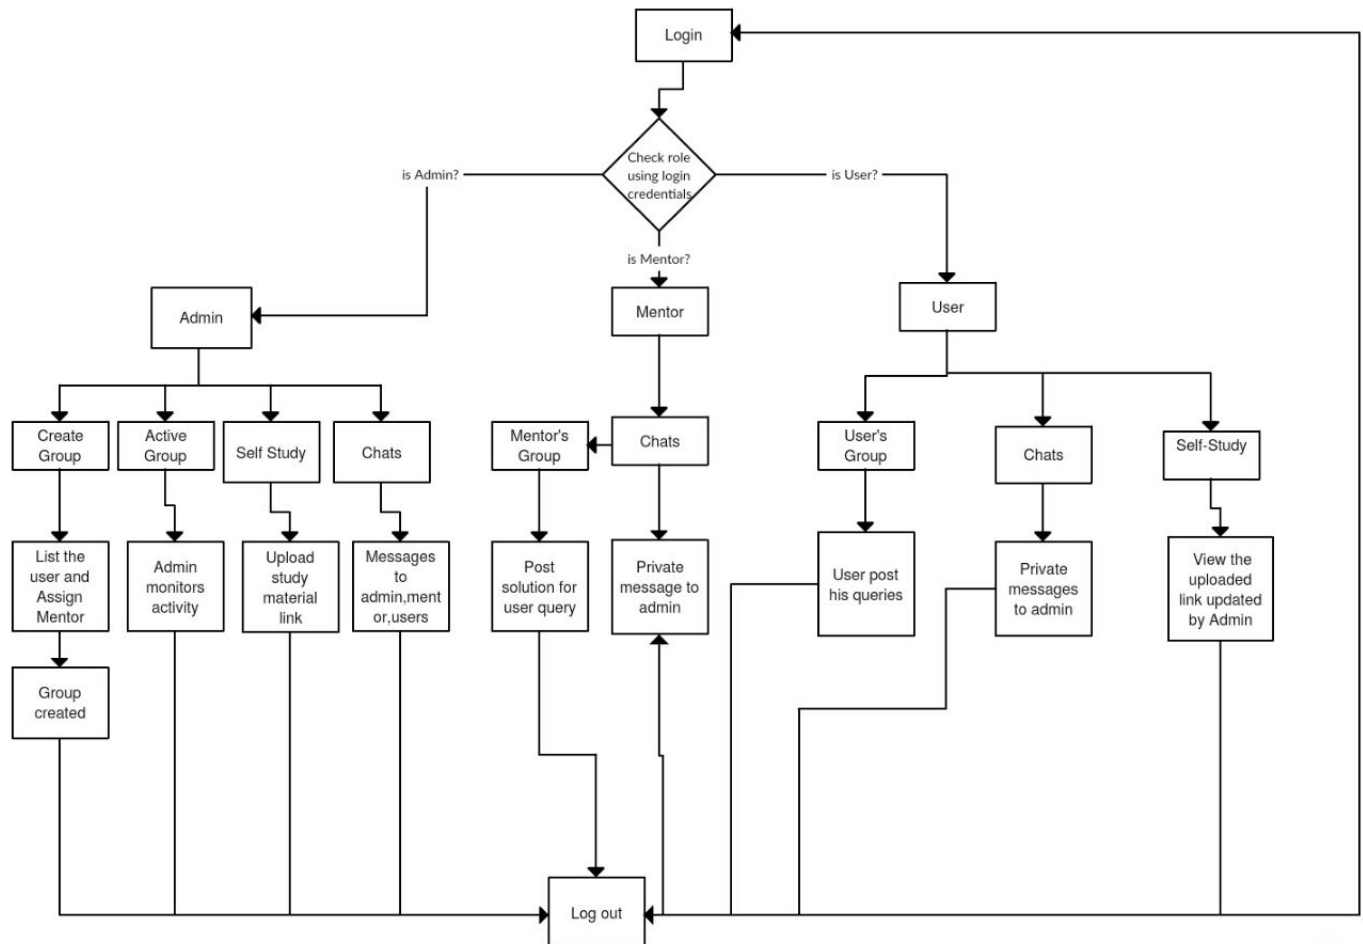 Login
Check role
using login
credentials
is Admin?
is User?
is Mentor?
Admin
Mentor
User
Create
Group
Active
Group
Self Study
Chats
Mentor's
Group
Chats
User's
Group
Chats
Self-Study
List the
user and
Assign
Mentor
Admin
monitors
activity
Upload
study
material
link
Messages
to
admin,ment
or,users
Post
solution for
user query
Private
message to
admin
User post
his queries
Private
messages
to admin
View the
uploaded
link updated
by Admin
Group
created
Log out